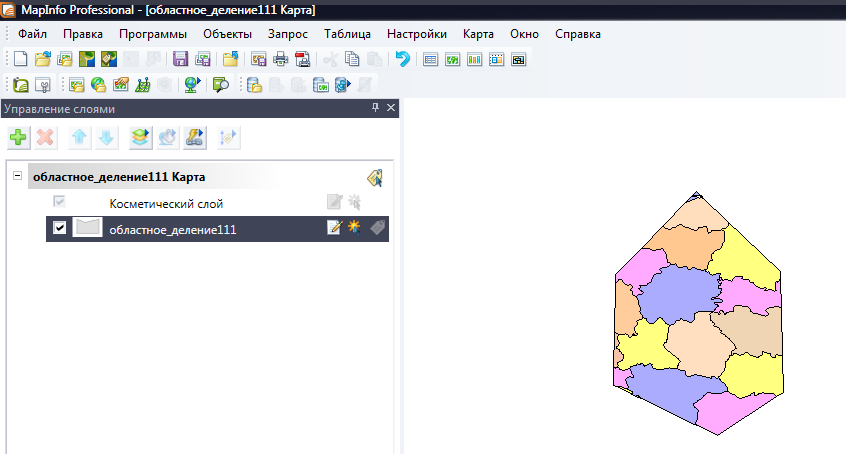 MapInfo Professional - [областное_деление111 Карта]
Файл Правка Программы Объекты Запрос Таблица Настройки Карта Окно Справка
Управление слоями
областное_деление111 Карта
Косметический слой
областное_деление111